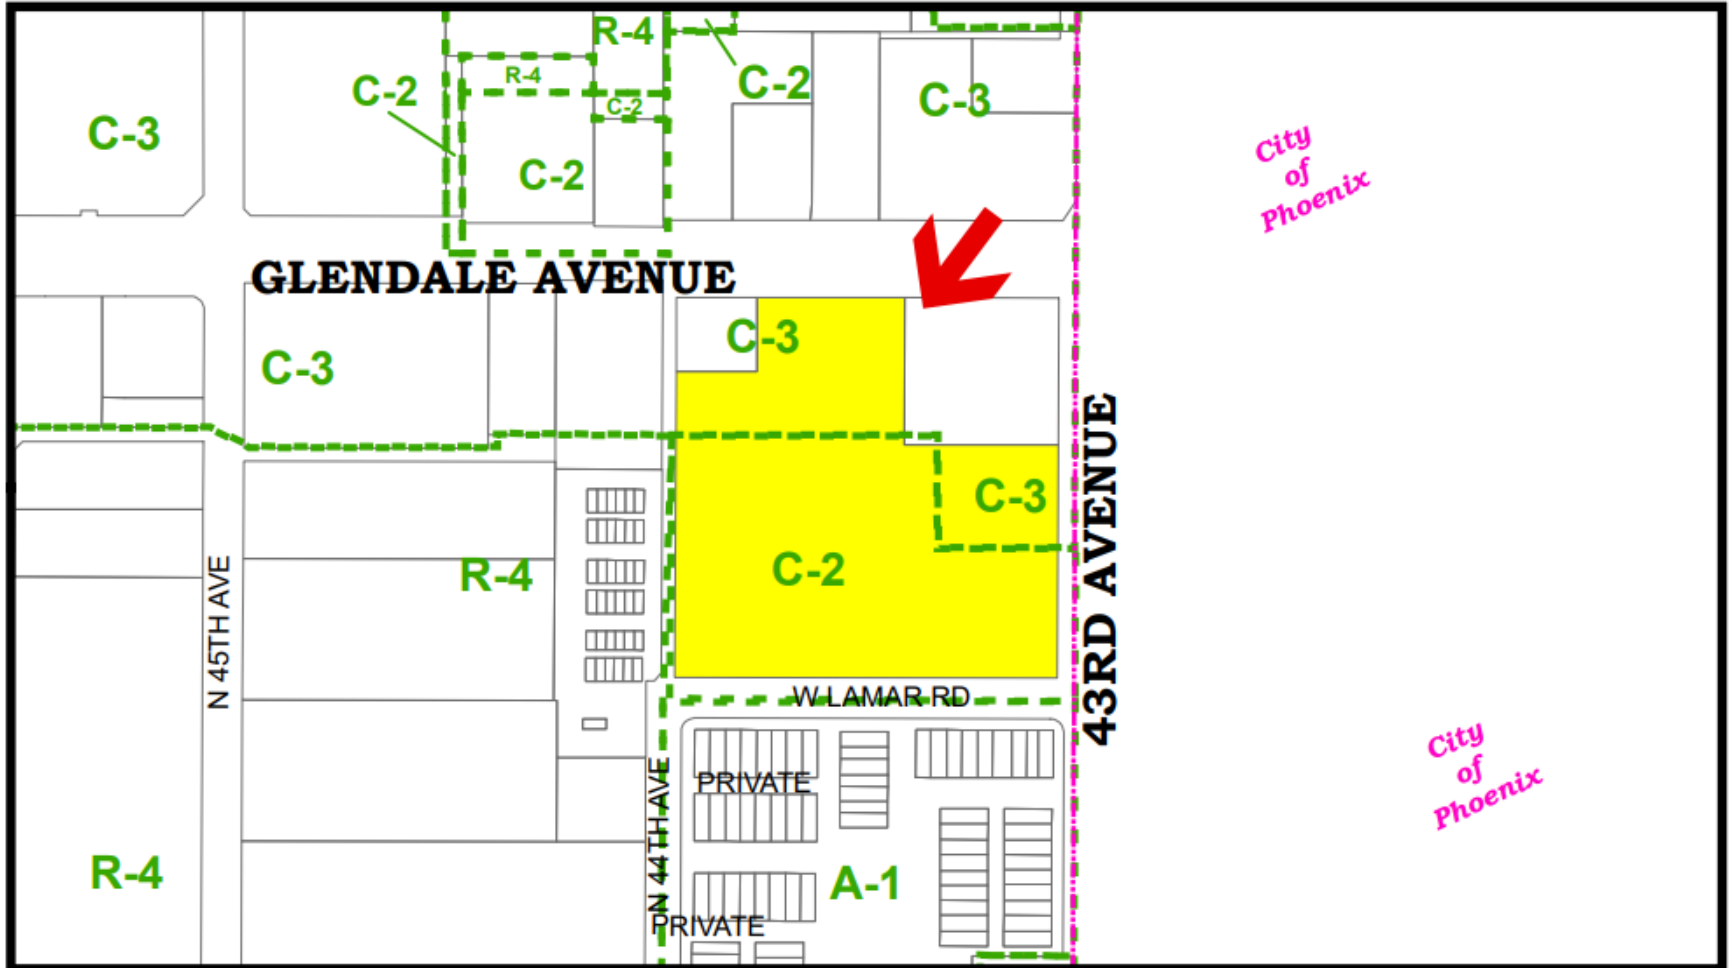 R-4
R-4
C-2
C-2
C-3
C-2
C-3
C-2
City
of
Phoenix
GLENDALE AVENUE
C-3
C-3
C-3
43RD AVENUE
R-4
C-2
N 45TH AVE
W LAMAR RD
City
of
Phoenix
PRIVATE
N 44TH AVE
R-4
A-1
PRIVATE